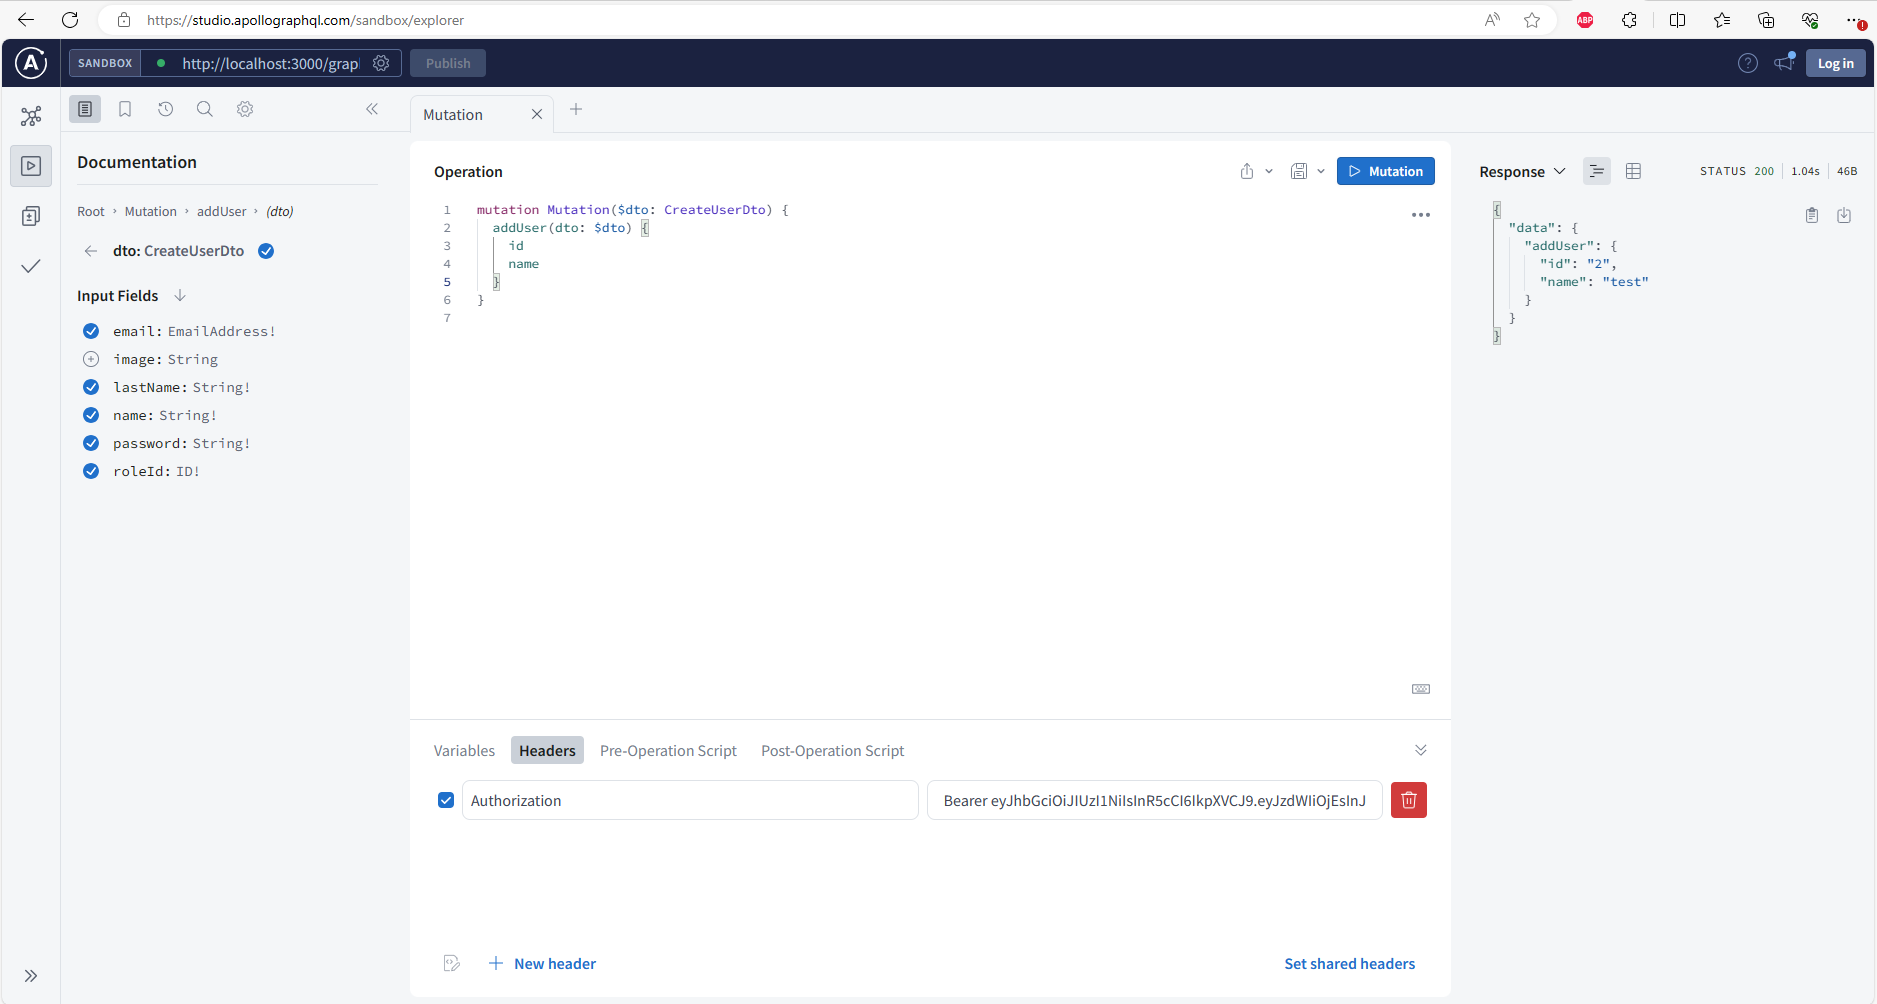 https://studio.apollographql.com/sandbox/explorer
ABP
SANDBOX http://localhost:3000/grap Publish
Log in
Mutation
Documentation
Root › Mutation › addUser › (dto)
dto: CreateUserDto
Input Fields
email: EmailAddress!
image: String
lastName: String!
name: String!
password: String!
roleId: ID!
Operation
Mutation
1 mutation Mutation($dto: CreateUserDto) {
2 addUser(dto: $dto) {
3 id
4 name
5 }
6 }
7
Variables Headers Pre-Operation Script Post-Operation Script
Authorization Bearer eyJhbGciOiJIUzI1NiIsInR5cCI6IkpXVCJ9.eyJzdWIiOjEsInJ
New header Set shared headers
Response STATUS 200 1.04s 46B
{
"data": {
"addUser": {
"id": "2",
"name": "test"
}
}
}